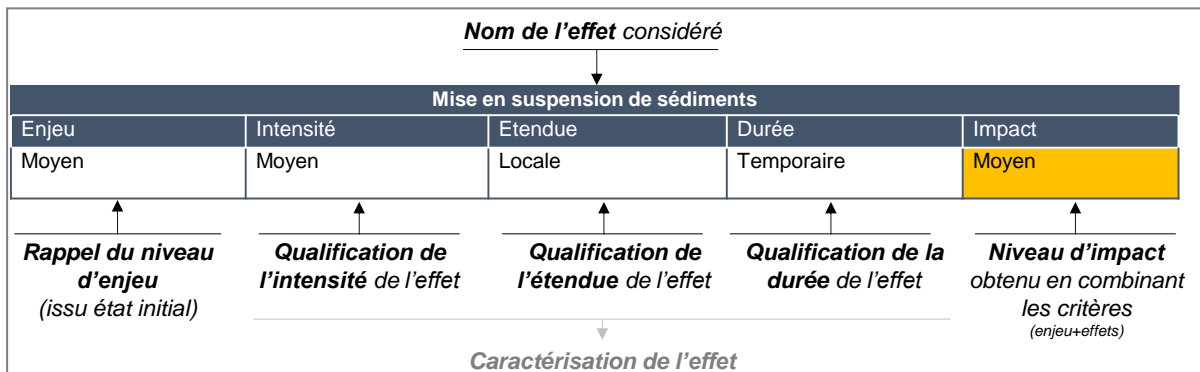 Nom de l'effet considéré
Mise en suspension de sédiments
Enjeu Intensité Etendue Durée Impact
Moyen Moyen Locale Temporaire Moyen
Rappel du niveau d'enjeu (issu état initial)
Qualification de l'intensité de l'effet
Qualification de l'étendue de l'effet
Qualification de la durée de l'effet
Niveau d'impact obtenu en combinant les critères (enjeu+effets)
Caractérisation de l'effet